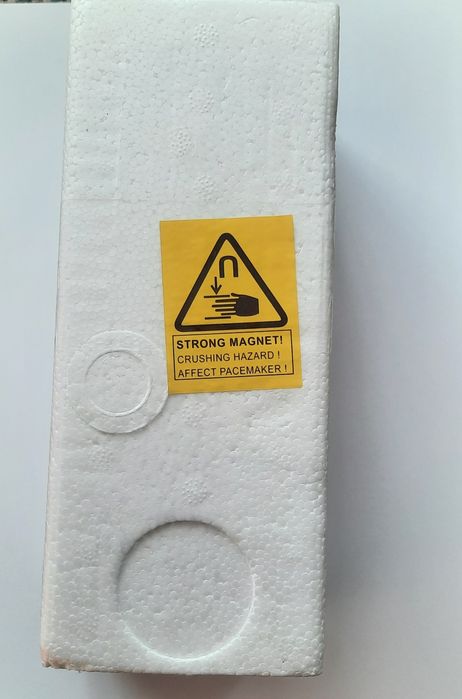 STRONG MAGNET!
CRUSHING HAZARD !
AFFECT PACEMAKER !